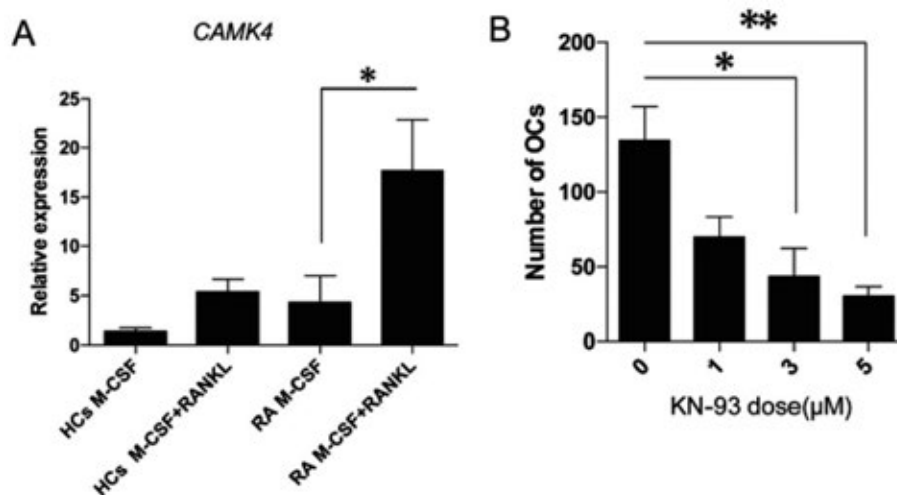 A
CAMK4
*
25
20
15
10
5
0
Relative expression
HCs M-CSF
HCs M-CSF+RANKL
RA M-CSF
RA M-CSF+RANKL
B
**
*
200
150
100
50
0
Number of OCs
0
1
3
5
KN-93 dose(μM)